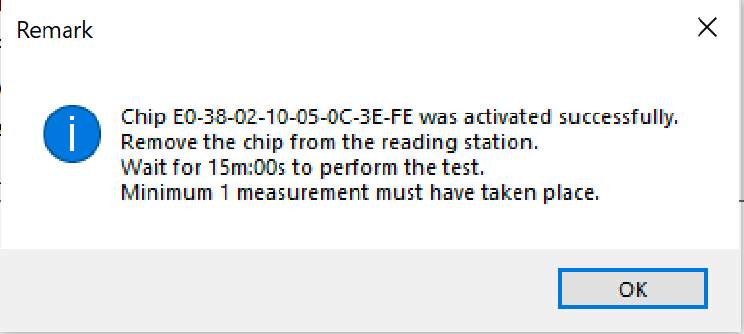 Remark
Chip E0-38-02-10-05-0C-3E-FE was activated successfully.
Remove the chip from the reading station.
Wait for 15m:00s to perform the test.
Minimum 1 measurement must have taken place.
OK